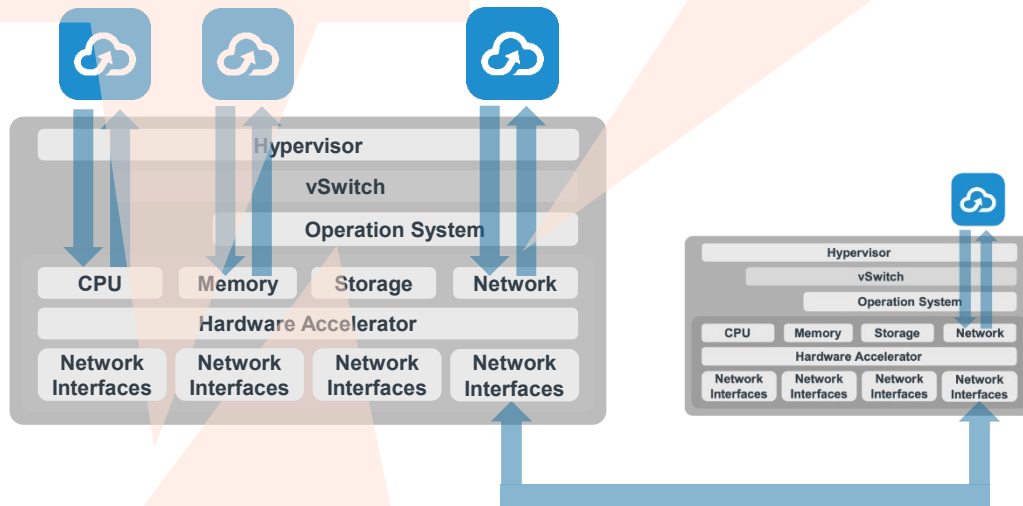 Hypervisor
vSwitch
Operation System
CPU
Memory
Storage
Network
Hardware Accelerator
Network
Interfaces
Network
Interfaces
Network
Interfaces
Network
Interfaces
Hypervisor
vSwitch
Operation System
CPU
Memory
Storage
Network
Hardware Accelerator
Network
Interfaces
Network
Interfaces
Network
Interfaces
Network
Interfaces